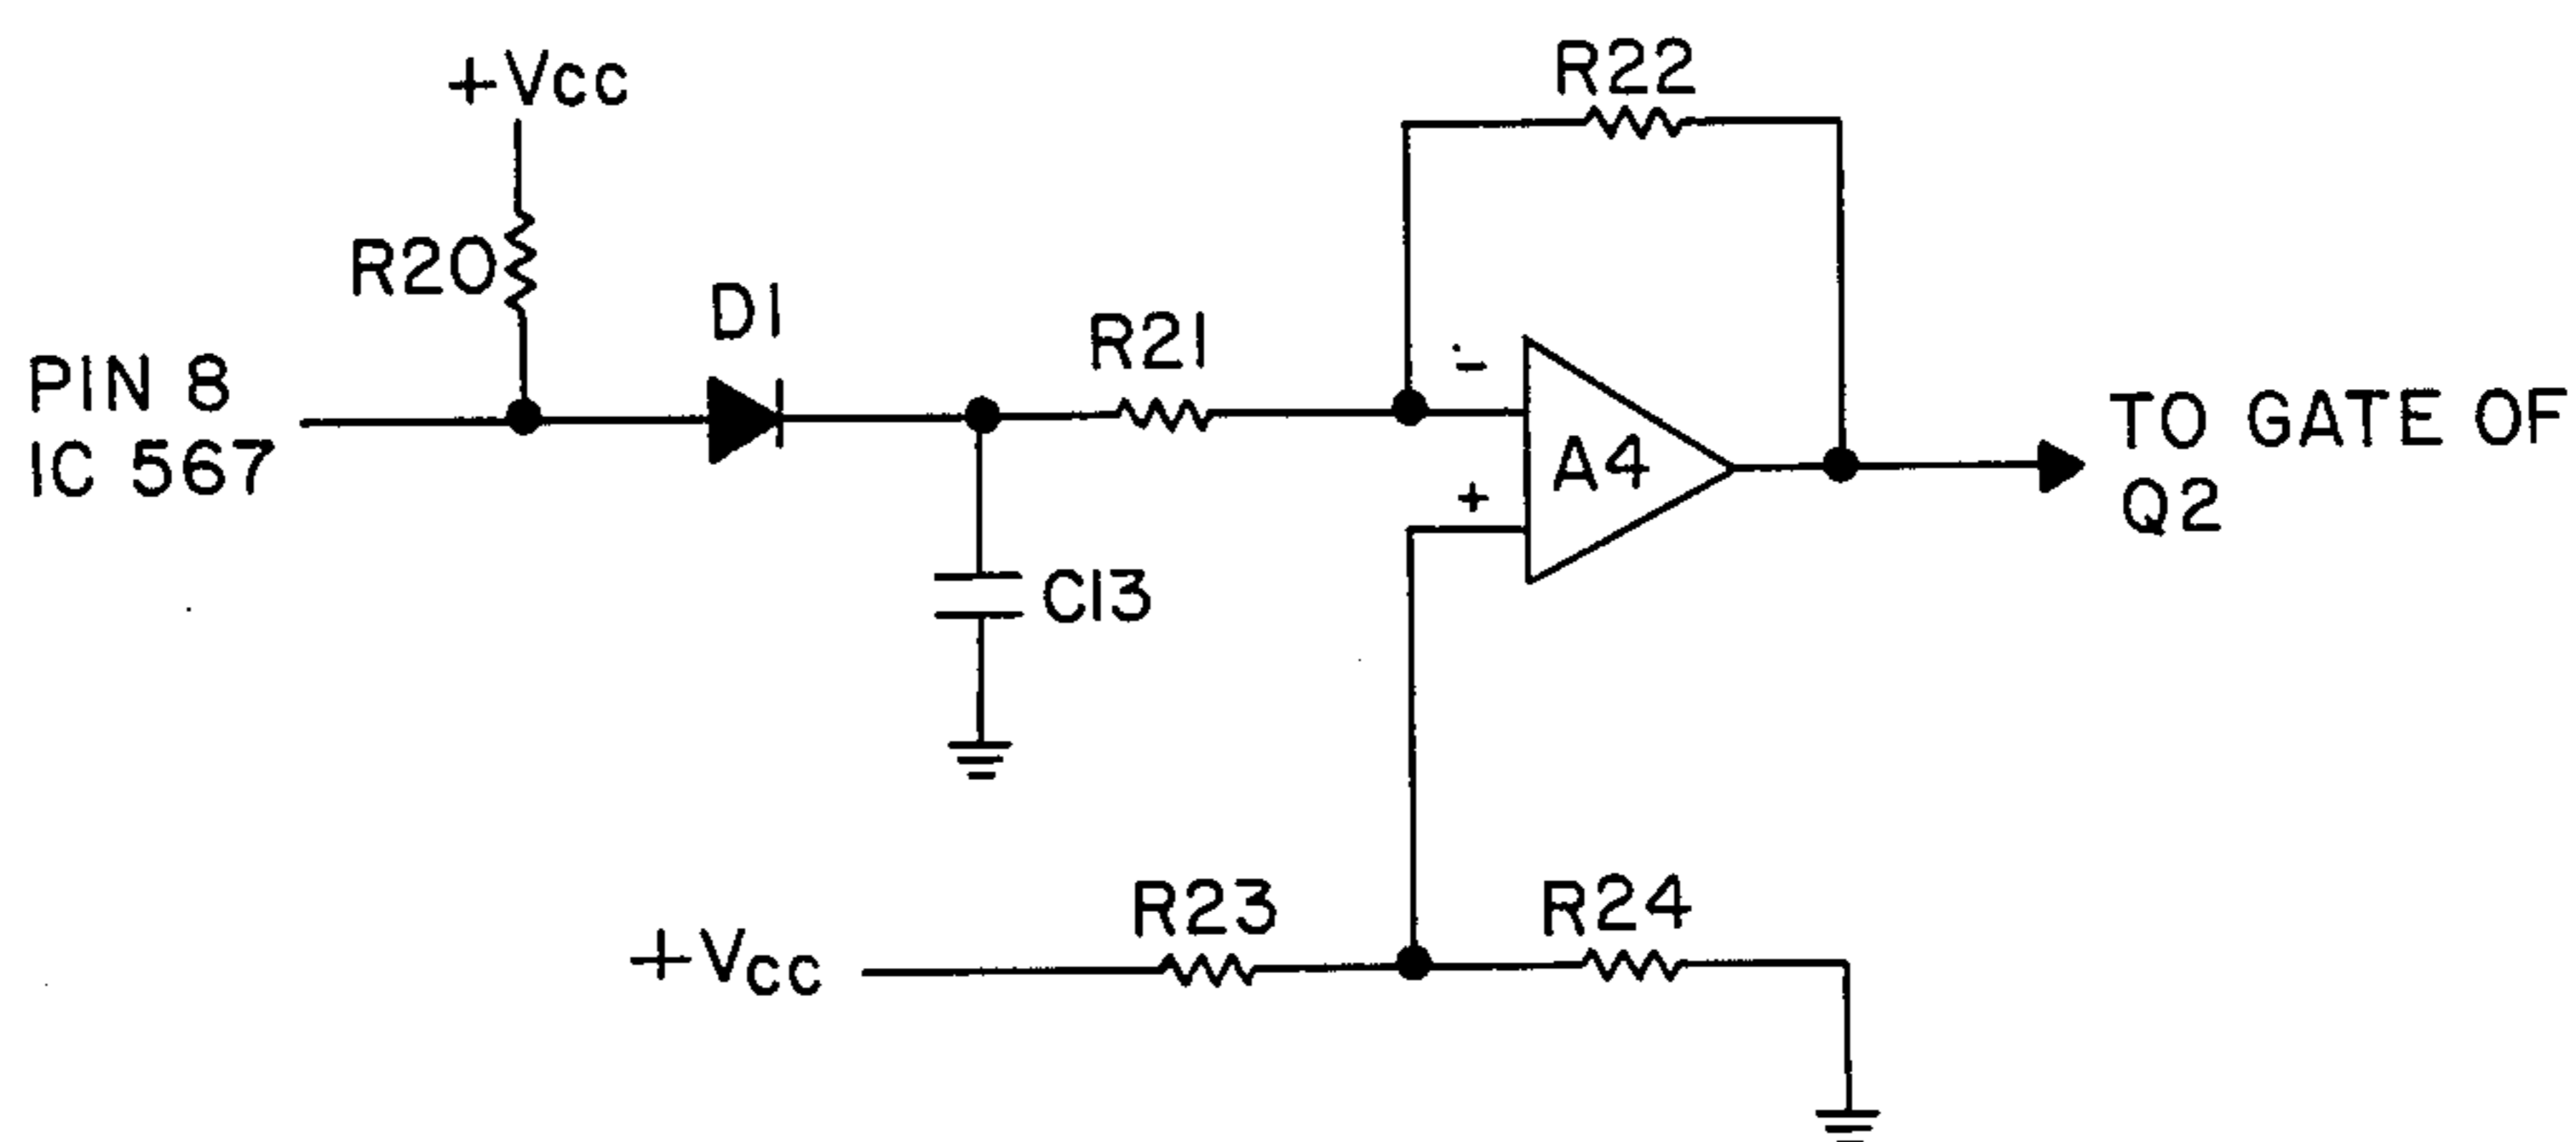 +Vcc
R22
R20
D1
R21
PIN 8
IC 567
-
A4
+
TO GATE OF
Q2
C13
R23
R24
+Vcc